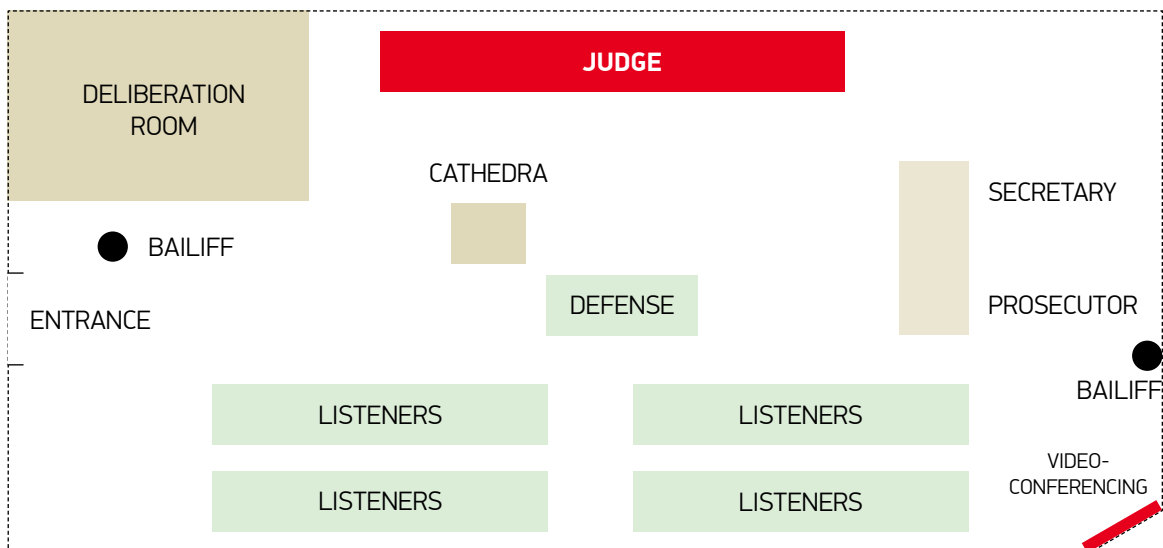 JUDGE
DELIBERATION
ROOM
CATHEDRA
SECRETARY
BAILIFF
DEFENSE
PROSECUTOR
ENTRANCE
BAILIFF
LISTENERS
LISTENERS
VIDEO-
CONFERENCING
LISTENERS
LISTENERS